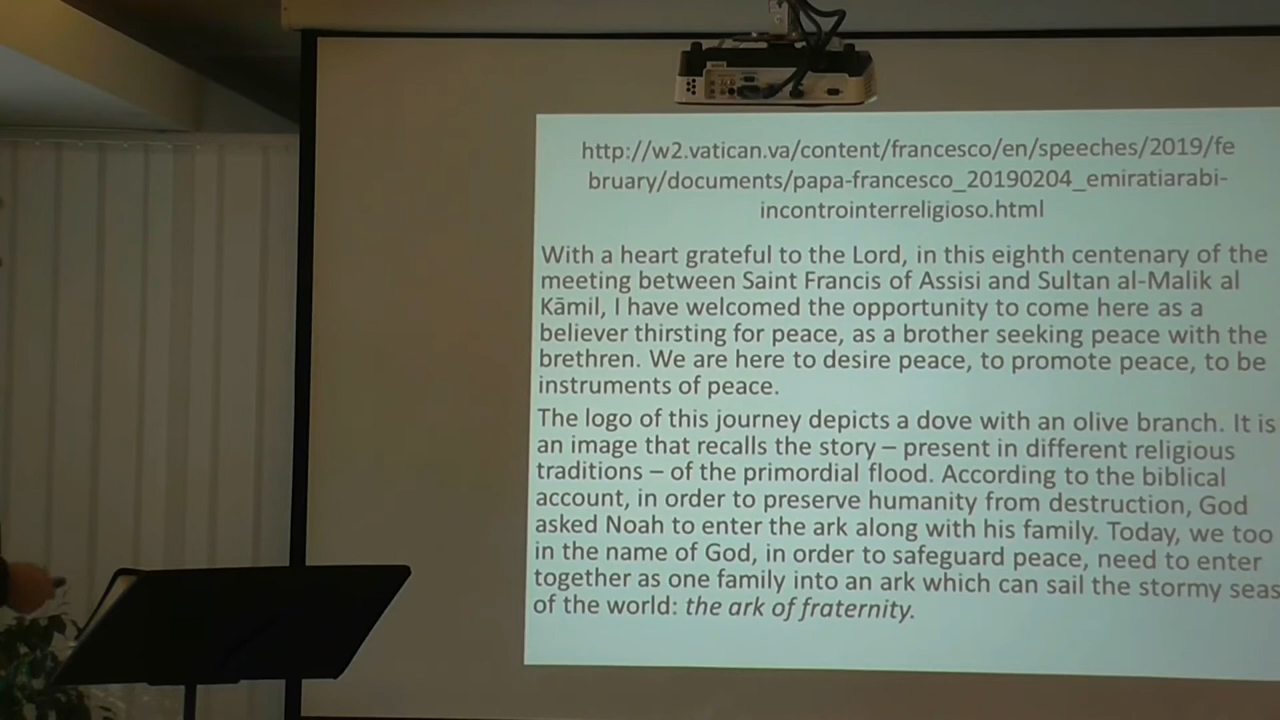 http://w2.vatican.va/content/francesco/en/speeches/2019/fe
bruary/documents/papa-francesco_20190204_emiratiarabi-
incontrointerreligioso.html
With a heart grateful to the Lord, in this eighth centenary of the
meeting between Saint Francis of Assisi and Sultan al-Malik al
Kāmil, I have welcomed the opportunity to come here as a
believer thirsting for peace, as a brother seeking peace with the
brethren. We are here to desire peace, to promote peace, to be
instruments of peace.
The logo of this journey depicts a dove with an olive branch. It is
an image that recalls the story – present in different religious
traditions – of the primordial flood. According to the biblical
account, in order to preserve humanity from destruction, God
asked Noah to enter the ark along with his family. Today, we too
in the name of God, in order to safeguard peace, need to enter
together as one family into an ark which can sail the stormy seas
of the world: the ark of fraternity.